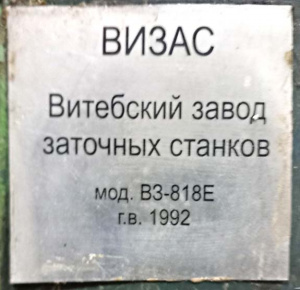 ВИЗАС
Витебский завод
заточных станков
мод. ВЗ-818Е
г.в. 1992